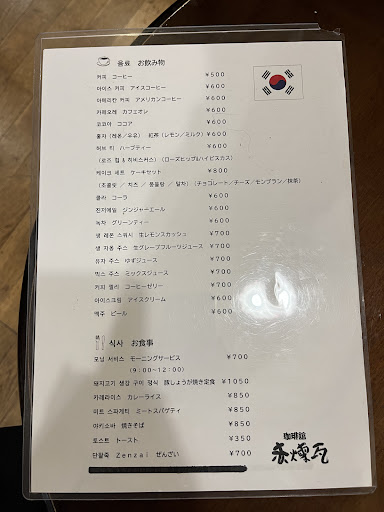 음료 お飲み物
커피 コーヒー ¥500
아이스 커피 アイスコーヒー ¥600
아메리칸 커피 アメリカンコーヒー ¥600
카페오레 カフェオレ ¥600
코코아 ココア ¥600
홍차 (레몬/우유) 紅茶(レモン/ミルク) ¥600
허브 티 ハーブティー ¥600
(로즈 힙 & 히비스커스) (ローズヒップ&ハイビスカス)
케이크 세트 ケーキセット ¥800
(초콜릿 / 치즈 / 몽블랑 / 말차) (チョコレート/チーズ/モンブラン/抹茶)
콜라 コーラ ¥600
진저에일 ジンジャーエール ¥600
녹차 グリーンティー ¥600
생 레몬 스쿼시 生レモンスカッシュ ¥700
생 자몽 주스 生グレープフルーツジュース ¥700
유자 주스 ゆずジュース ¥700
믹스 주스 ミックスジュース ¥700
커피 젤리 コーヒーゼリー ¥700
아이스크림 アイスクリーム ¥600
맥주 ビール ¥600
식사 お食事
모닝 서비스 モーニングサービス ¥700
(9:00~12:00)
돼지고기 생강 구이 정식 豚しょうが焼き定食 ¥1050
카레라이스 カレーライス ¥850
미트 스파게티 ミートスパゲティ ¥850
야키소바 焼きそば ¥850
토스트 トースト ¥350
단팥죽 Zenzai ぜんざい ¥700
珈琲館
赤煉瓦